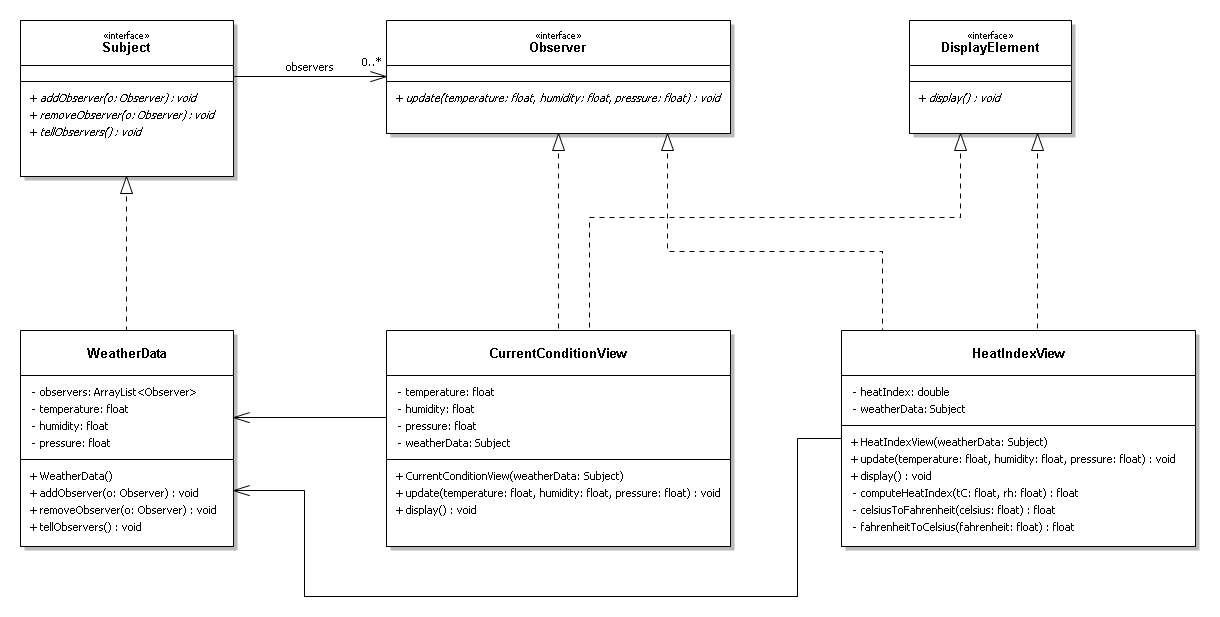 «interface»
Subject
+ addObserver(o: Observer) : void
+ removeObserver(o: Observer) : void
+ tellObservers() : void
observers
0..*
«interface»
Observer
+ update(temperature: float, humidity: float, pressure: float) : void
«interface»
DisplayElement
+ display() : void
WeatherData
- observers: ArrayList<Observer>
- temperature: float
- humidity: float
- pressure: float
+ WeatherData()
+ addObserver(o: Observer) : void
+ removeObserver(o: Observer) : void
+ tellObservers() : void
CurrentConditionView
- temperature: float
- humidity: float
- pressure: float
- weatherData: Subject
+ CurrentConditionView(weatherData: Subject)
+ update(temperature: float, humidity: float, pressure: float) : void
+ display() : void
HeatIndexView
- heatIndex: double
- weatherData: Subject
+ HeatIndexView(weatherData: Subject)
+ update(temperature: float, humidity: float, pressure: float) : void
+ display() : void
- computeHeatIndex(tC: float, rh: float) : float
- celsiusToFahrenheit(celsius: float) : float
- fahrenheitToCelsius(fahrenheit: float) : float